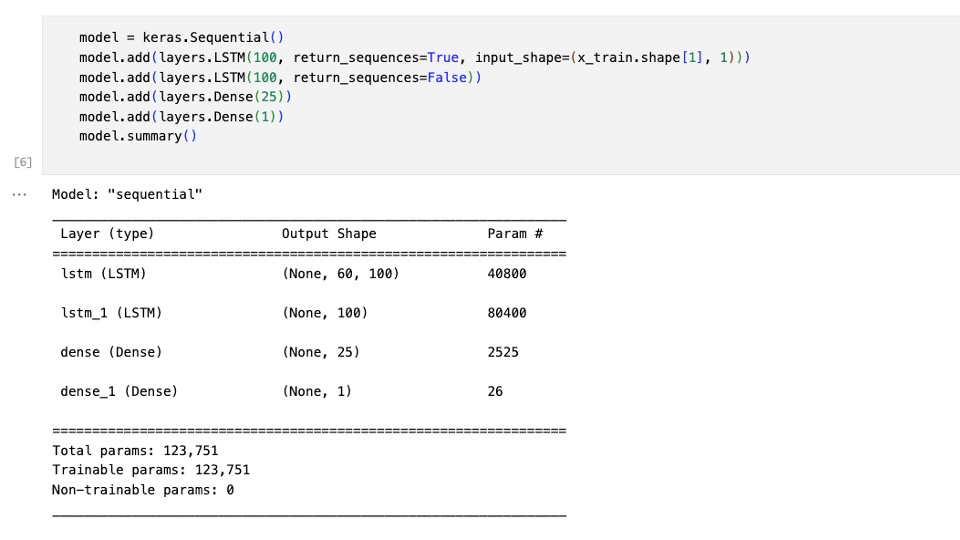 model = keras.Sequential()
model.add(layers.LSTM(100, return_sequences=True, input_shape=(x_train.shape[1], 1)))
model.add(layers.LSTM(100, return_sequences=False))
model.add(layers.Dense(25))
model.add(layers.Dense(1))
model.summary()
[6]
... Model: "sequential"
Layer (type) Output Shape Param #
=================================================================
lstm (LSTM) (None, 60, 100) 40800
lstm_1 (LSTM) (None, 100) 80400
dense (Dense) (None, 25) 2525
dense_1 (Dense) (None, 1) 26
=================================================================
Total params: 123,751
Trainable params: 123,751
Non-trainable params: 0